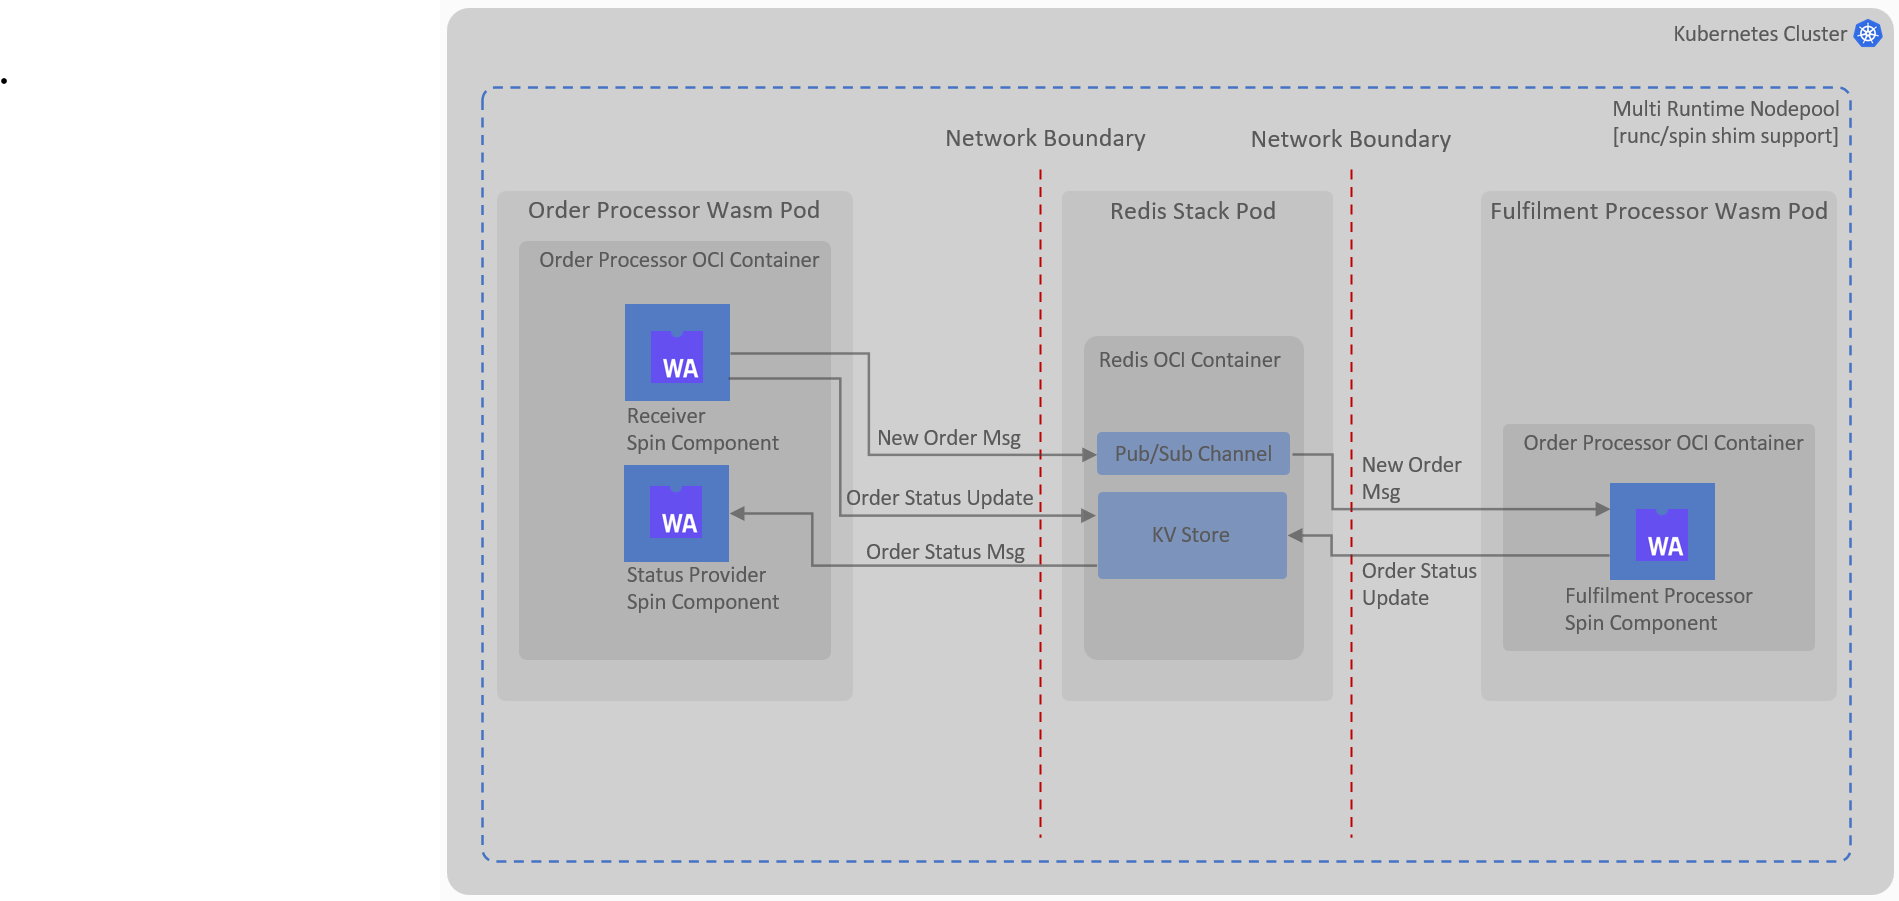 Kubernetes Cluster
Multi Runtime Nodepool
[runc/spin shim support]
Network Boundary
Network Boundary
Order Processor Wasm Pod
Order Processor OCI Container
WA
Receiver
Spin Component
WA
Status Provider
Spin Component
New Order Msg
Order Status Update
Order Status Msg
Redis Stack Pod
Redis OCI Container
Pub/Sub Channel
KV Store
New Order
Msg
Order Status
Update
Fulfilment Processor Wasm Pod
Order Processor OCI Container
WA
Fulfilment Processor
Spin Component